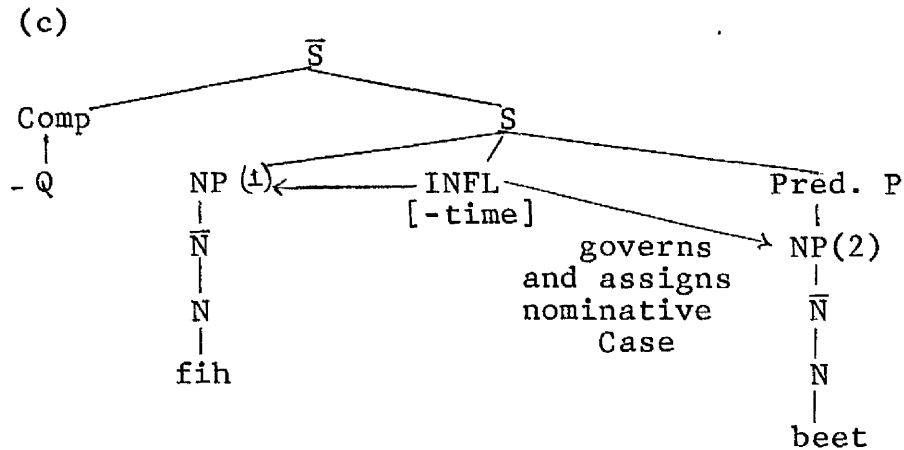 (c)
S̅
Comp S
- Q NP (1) INFL Pred. P
[-time]
N̅ governs NP(2)
and assigns
N nominative N̅
Case
fih N
beet